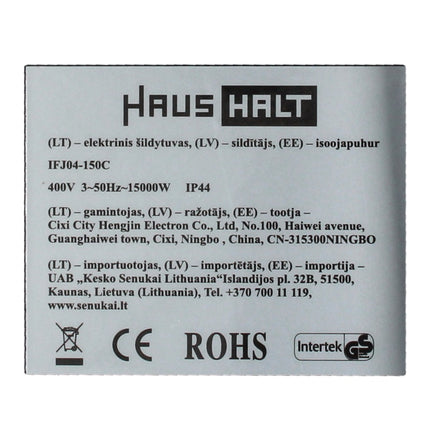 HAUS HALT
(LT) – elektrinis šildytuvas, (LV) – sildītājs, (EE) – isoojapuhur
IFJ04-150C
400V 3~50Hz~15000W IP44
(LT) – gamintojas, (LV) – ražotājs, (EE) – tootja –
Cixi City Hengjin Electron Co., Ltd, No.100, Haiwei avenue,
Guanghaiwei town, Cixi, Ningbo , China, CN-315300NINGBO
(LT) – importuotojas, (LV) – importētājs, (EE) – importija –
UAB „Kesko Senukai Lithuania“Islandijos pl. 32B, 51500,
Kaunas, Lietuva (Lithuania), Tel. +370 700 11 119,
www.senukai.lt
CE ROHS Intertek GS